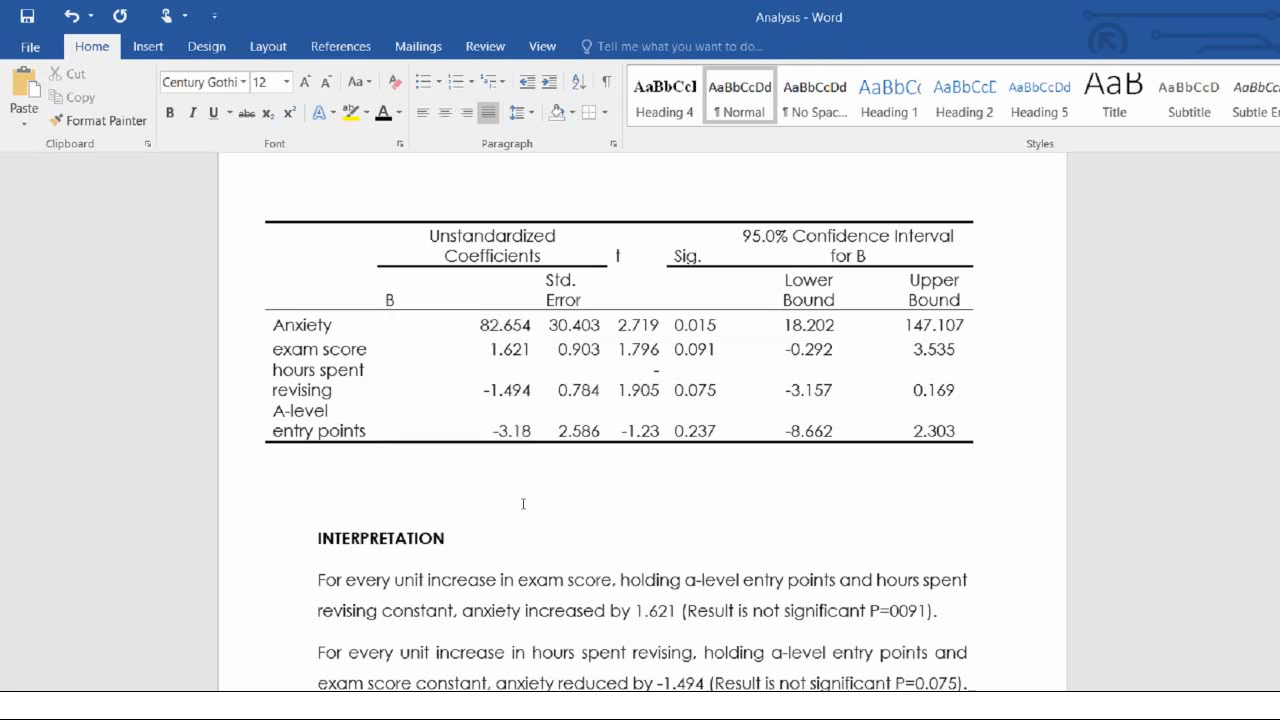 Analysis - Word
File Home Insert Design Layout References Mailings Review View Tell me what you want to do...
Cut
Copy
Format Painter
Paste
Century Gothi 12
Aa
B I U abc x₂ x² A A
AaBbCcI AaBbCcDd AaBbCcDd AaBbCc AaBbCcD AaBbCcDd AaB AaBbCcD AaBbCc
Heading 4 ¶ Normal ¶ No Spac... Heading 1 Heading 2 Heading 5 Title Subtitle Subtle E
Clipboard Font Paragraph Styles
Unstandardized 95.0% Confidence Interval
Coefficients t Sig. for B
Std. Lower Upper
B Error Bound Bound
Anxiety 82.654 30.403 2.719 0.015 18.202 147.107
exam score 1.621 0.903 1.796 0.091 -0.292 3.535
hours spent -
revising -1.494 0.784 1.905 0.075 -3.157 0.169
A-level
entry points -3.18 2.586 -1.23 0.237 -8.662 2.303
INTERPRETATION
For every unit increase in exam score, holding a-level entry points and hours spent
revising constant, anxiety increased by 1.621 (Result is not significant P=0091).
For every unit increase in hours spent revising, holding a-level entry points and
exam score constant, anxiety reduced by -1.494 (Result is not significant P=0.075).